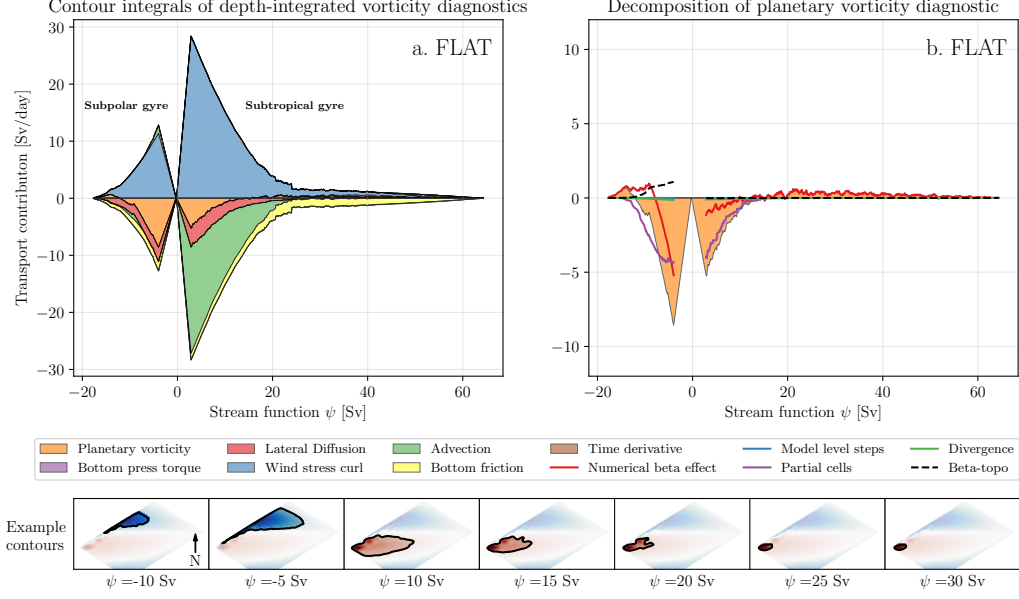 Contour integrals of depth-integrated vorticity diagnostics
Decomposition of planetary vorticity diagnostic
a. FLAT
b. FLAT
Subpolar gyre
Subtropical gyre
Transport contributon [Sv/day]
30
20
10
0
−10
−20
−30
−20
0
20
40
60
Stream function ψ [Sv]
10
5
0
−5
−10
−20
0
20
40
60
Stream function ψ [Sv]
Planetary vorticity
Lateral Diffusion
Advection
Time derivative
Model level steps
Divergence
Bottom press torque
Wind stress curl
Bottom friction
Numerical beta effect
Partial cells
Beta-topo
Example
contours
N
ψ =-10 Sv
ψ =-5 Sv
ψ =10 Sv
ψ =15 Sv
ψ =20 Sv
ψ =25 Sv
ψ =30 Sv